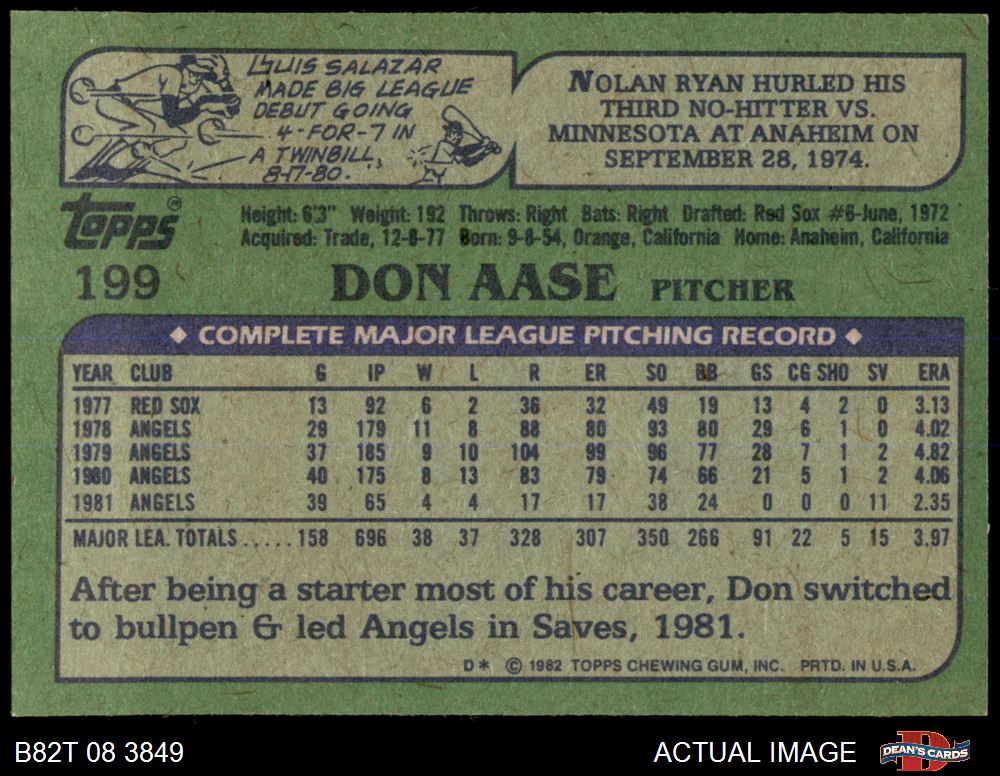 LUIS SALAZAR
MADE BIG LEAGUE
DEBUT GOING
4-FOR-7 IN
A TWINBILL,
8-17-80.
NOLAN RYAN HURLED HIS
THIRD NO-HITTER VS.
MINNESOTA AT ANAHEIM ON
SEPTEMBER 28, 1974.
TOPPS®
Height: 6'3" Weight: 192 Throws: Right Bats: Right Drafted: Red Sox #6-June, 1972
Acquired: Trade, 12-8-77 Born: 9-8-54, Orange, California Home: Anaheim, California
199 DON AASE PITCHER
◆ COMPLETE MAJOR LEAGUE PITCHING RECORD ◆
YEAR CLUB G IP W L R ER SO BB GS CG SHO SV ERA
1977 RED SOX 13 92 6 2 36 32 49 19 13 4 2 0 3.13
1978 ANGELS 29 179 11 8 88 80 93 80 29 6 1 0 4.02
1979 ANGELS 37 185 9 10 104 99 96 77 28 7 1 2 4.82
1980 ANGELS 40 175 8 13 83 79 74 66 21 5 1 2 4.06
1981 ANGELS 39 65 4 4 17 17 38 24 0 0 0 11 2.35
MAJOR LEA. TOTALS ..... 158 696 38 37 328 307 350 266 91 22 5 15 3.97
After being a starter most of his career, Don switched
to bullpen & led Angels in Saves, 1981.
D* © 1982 TOPPS CHEWING GUM, INC. PRTD. IN U.S.A.
B82T 08 3849 ACTUAL IMAGE D DEAN'S CARDS